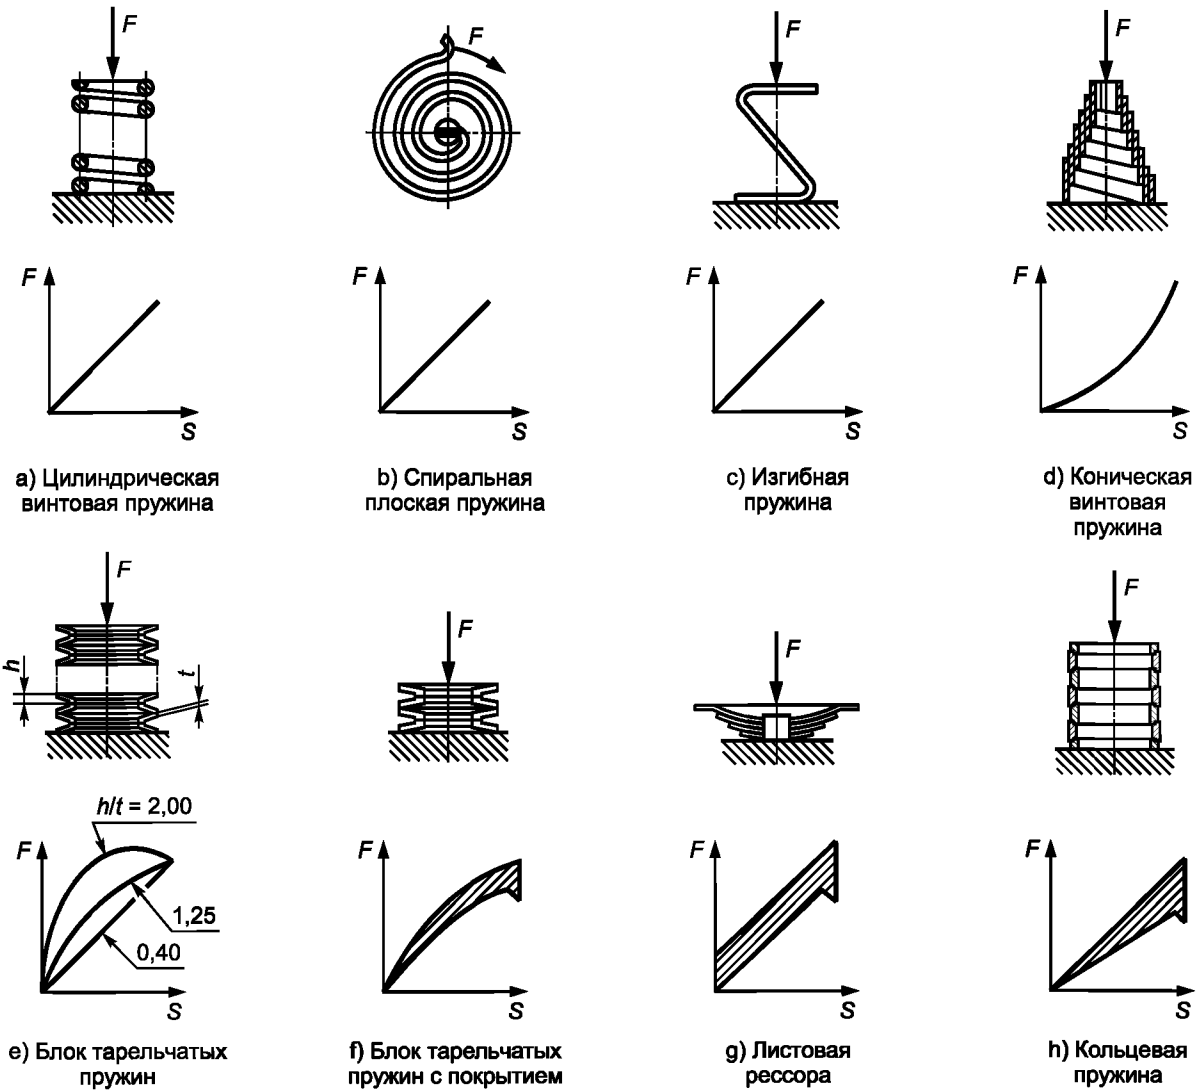 F
F
F
F
F
S
a) Цилиндрическая
винтовая пружина
F
S
b) Спиральная
плоская пружина
F
S
c) Изгибная
пружина
F
S
d) Коническая
винтовая
пружина
F
h
t
F
F
F
h/t = 2,00
F
1,25
0,40
S
e) Блок тарельчатых
пружин
F
S
f) Блок тарельчатых
пружин с покрытием
F
S
g) Листовая
рессора
F
S
h) Кольцевая
пружина